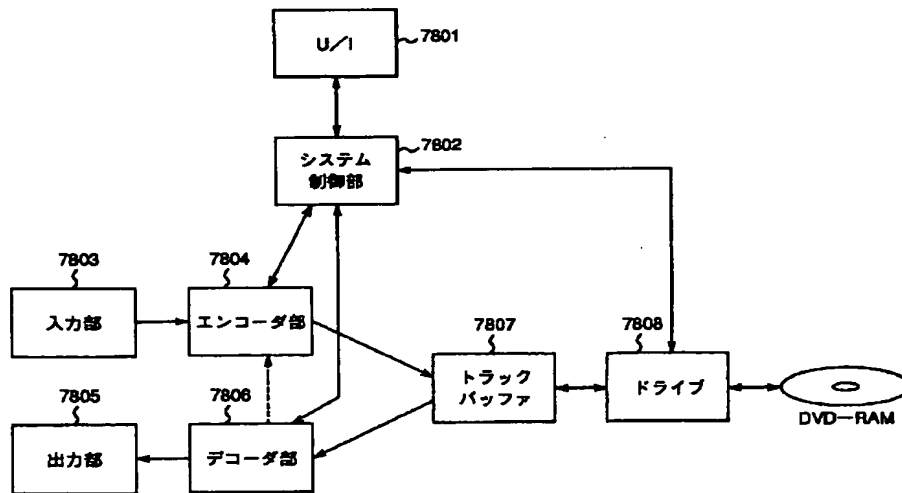 7801
U/I
7802
システム
制御部
7803
7804
入力部
エンコーダ部
7807
7808
トラック
バッファ
ドライブ
DVD-RAM
7805
7806
出力部
デコーダ部